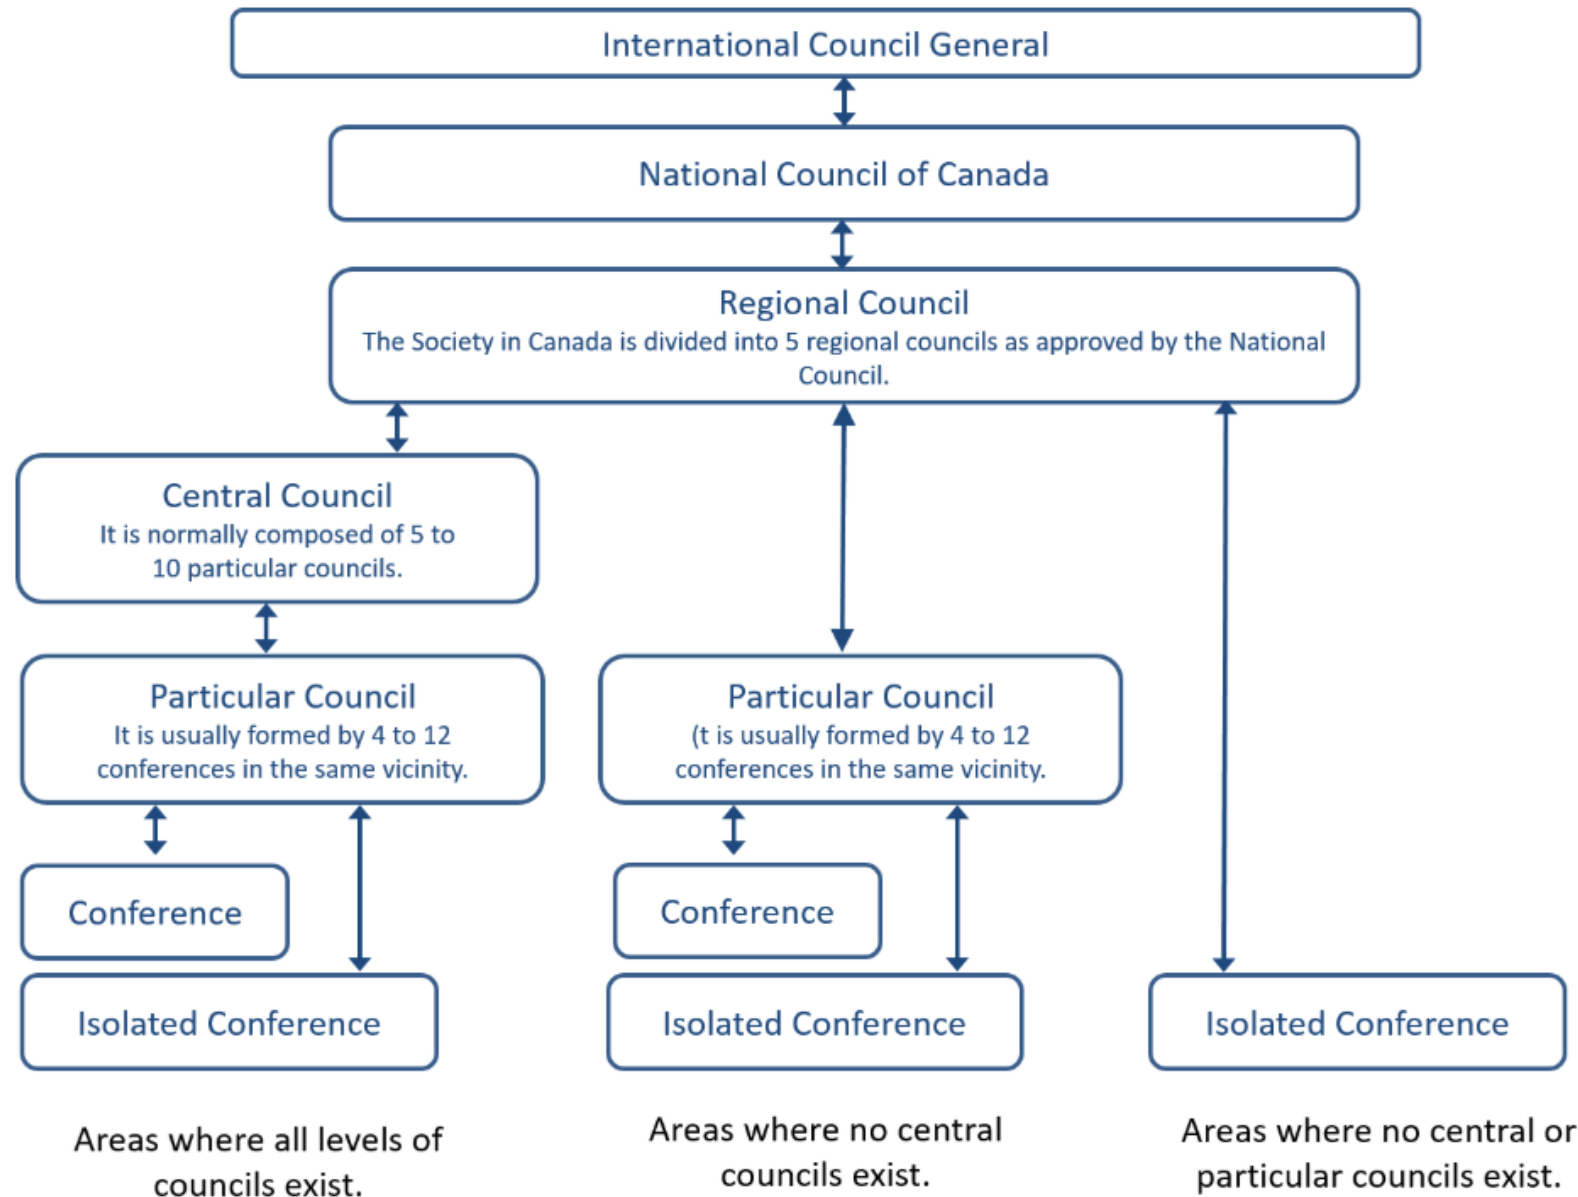 International Council General
National Council of Canada
Regional Council
The Society in Canada is divided into 5 regional councils as approved by the National
Council.
Central Council
It is normally composed of 5 to
10 particular councils.
Particular Council
It is usually formed by 4 to 12
conferences in the same vicinity.
Particular Council
(t is usually formed by 4 to 12
conferences in the same vicinity.
Conference
Conference
Isolated Conference
Isolated Conference
Isolated Conference
Areas where all levels of
councils exist.
Areas where no central
councils exist.
Areas where no central or
particular councils exist.